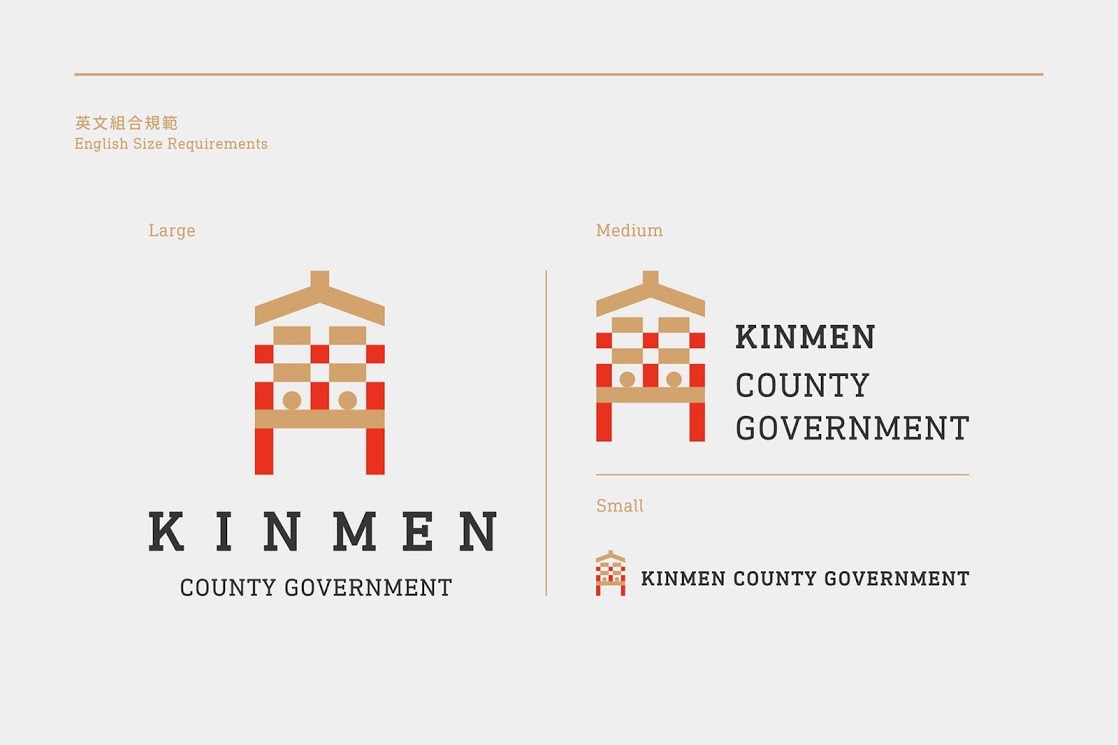 英文組合規範
English Size Requirements
Large
KINMEN
COUNTY GOVERNMENT
Medium
KINMEN
COUNTY
GOVERNMENT
Small
KINMEN COUNTY GOVERNMENT